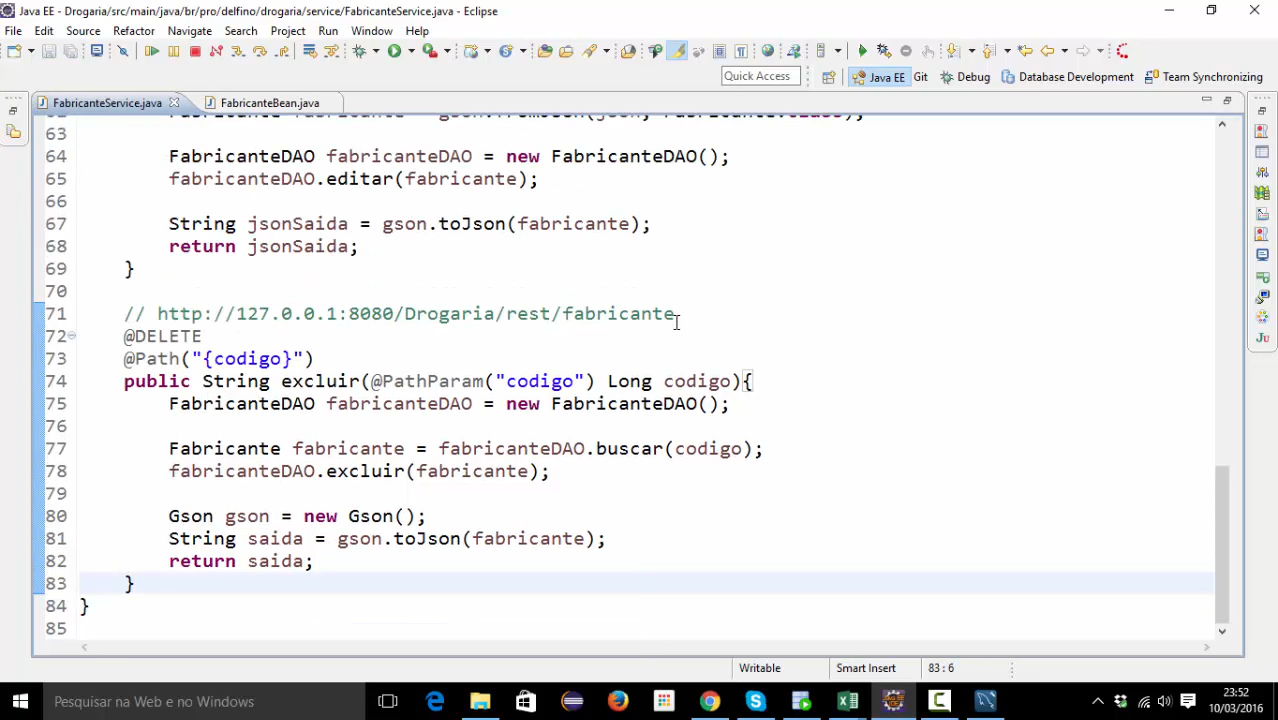 Java EE - Drogaria/src/main/java/br/pro/delfino/drogaria/service/FabricanteService.java - Eclipse
File Edit Source Refactor Navigate Search Project Run Window Help
Quick Access Java EE Git Debug Database Development Team Synchronizing
FabricanteService.java FabricanteBean.java
63
64 FabricanteDAO fabricanteDAO = new FabricanteDAO();
65 fabricanteDAO.editar(fabricante);
66
67 String jsonSaida = gson.toJson(fabricante);
68 return jsonSaida;
69 }
70
71 // http://127.0.0.1:8080/Drogaria/rest/fabricante
72 @DELETE
73 @Path("{codigo}")
74 public String excluir(@PathParam("codigo") Long codigo){
75 FabricanteDAO fabricanteDAO = new FabricanteDAO();
76
77 Fabricante fabricante = fabricanteDAO.buscar(codigo);
78 fabricanteDAO.excluir(fabricante);
79
80 Gson gson = new Gson();
81 String saida = gson.toJson(fabricante);
82 return saida;
83 }
84 }
85
Writable Smart Insert 83 : 6
Pesquisar na Web e no Windows 23:52
10/03/2016